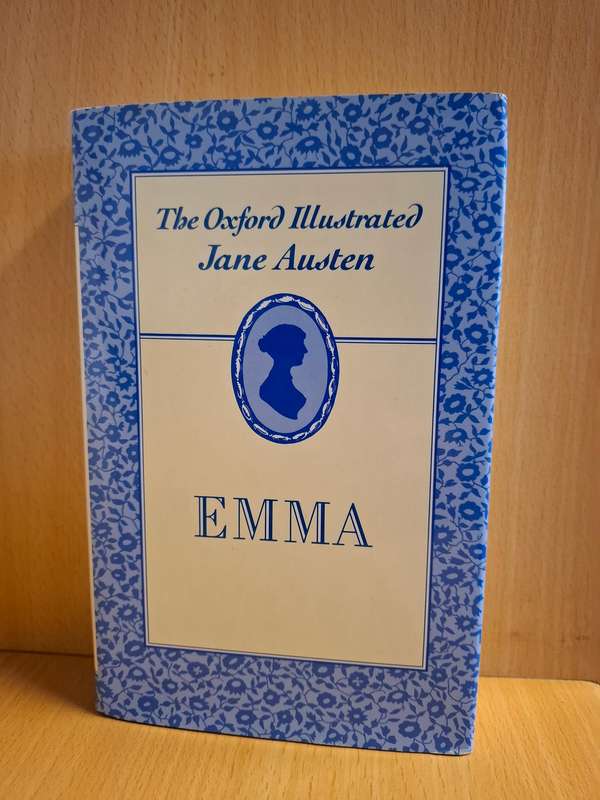 The Oxford Illustrated
Jane Austen
EMMA